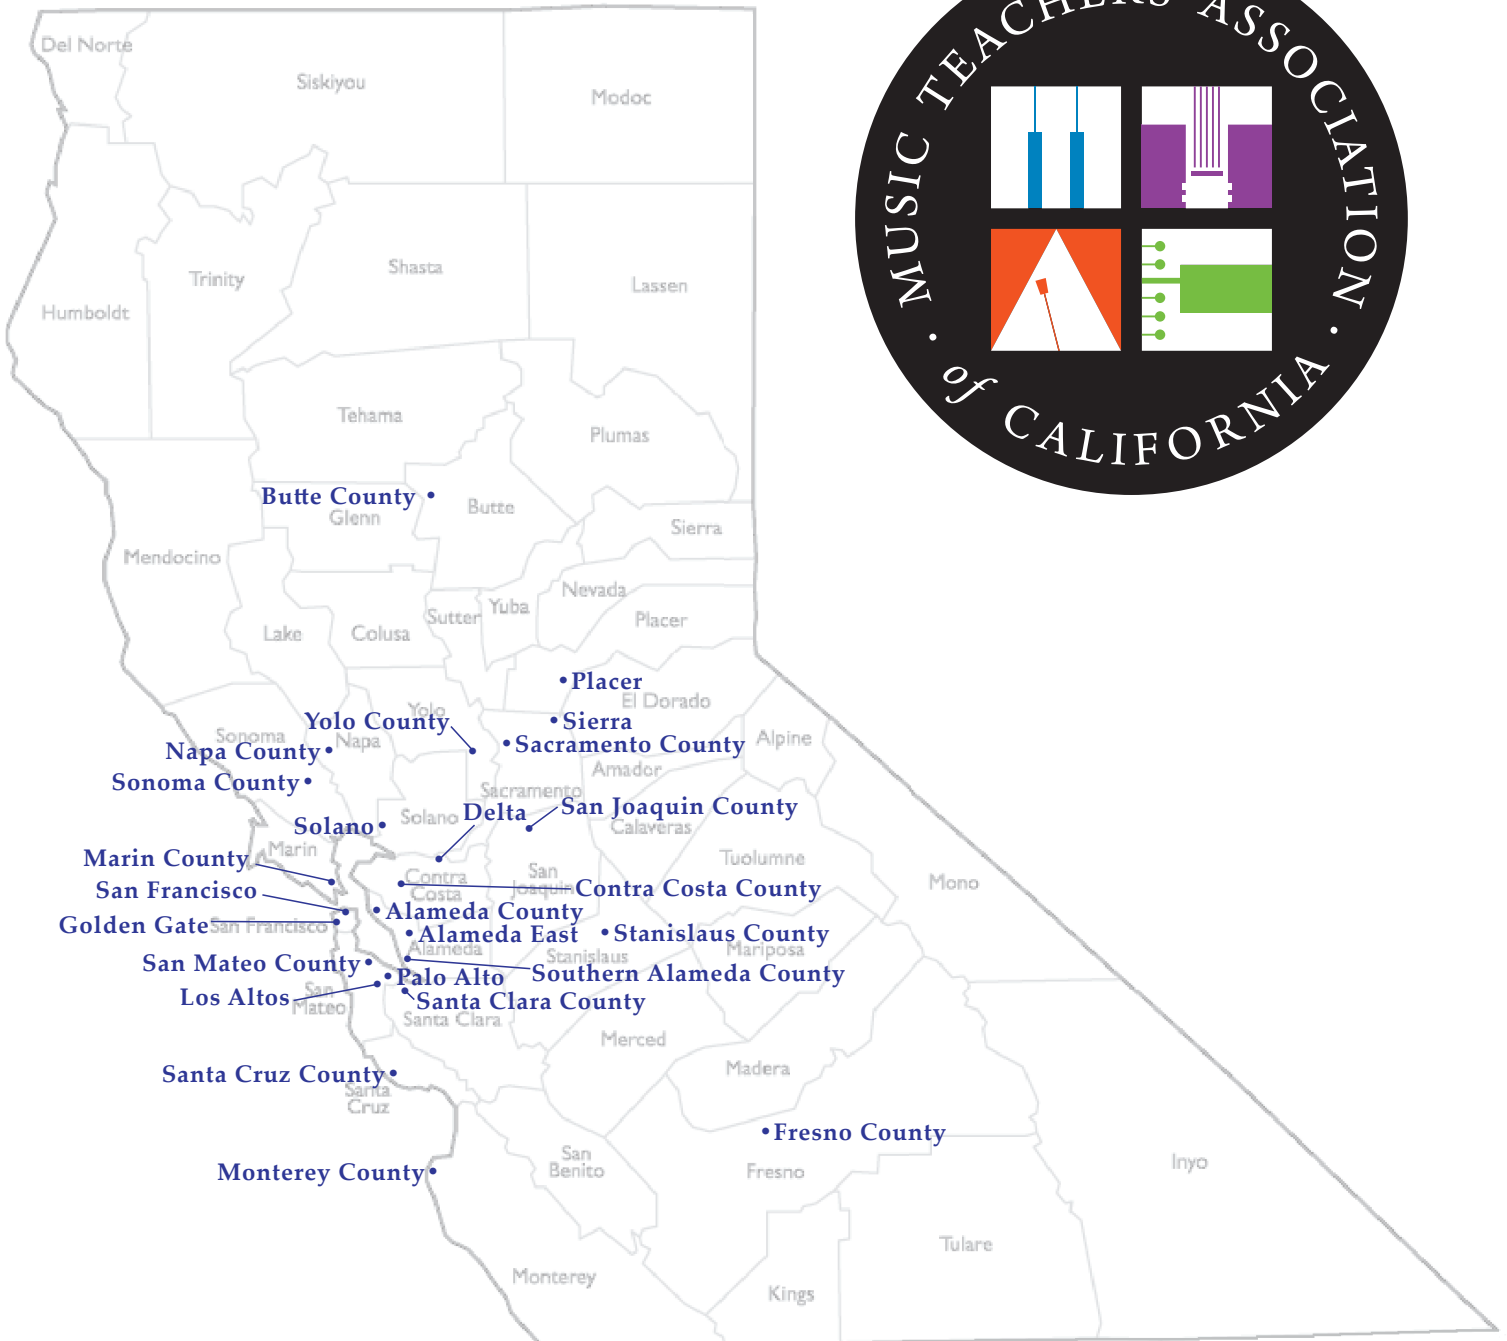 MUSIC TEACHERS ASSOCIATION
· of CALIFORNIA ·
Del Norte
Siskiyou
Modoc
Shasta
Trinity
Lassen
Humboldt
Tehama
Plumas
Butte County
Butte
Glenn
Sierra
Mendocino
Nevada
Yuba
Sutter
Placer
Lake
Colusa
Placer
El Dorado
Yolo
Yolo County
Sierra
Sonoma
Napa
Sacramento County
Alpine
Napa County
Amador
Sonoma County
Sacramento
San Joaquin County
Delta
Solano
Solano
Calaveras
Marin
Marin County
Tuolumne
San
Joaquin
Contra
Costa
Mono
San Francisco
Contra Costa County
Alameda County
Golden Gate
San Francisco
Alameda East
Stanislaus County
Alameda
Stanislaus
Mariposa
San Mateo County
Palo Alto
Southern Alameda County
Los Altos
San
Mateo
Santa Clara County
Santa Clara
Merced
Madera
Santa Cruz County
Santa
Cruz
Fresno County
San
Benito
Fresno
Inyo
Monterey County
Tulare
Monterey
Kings